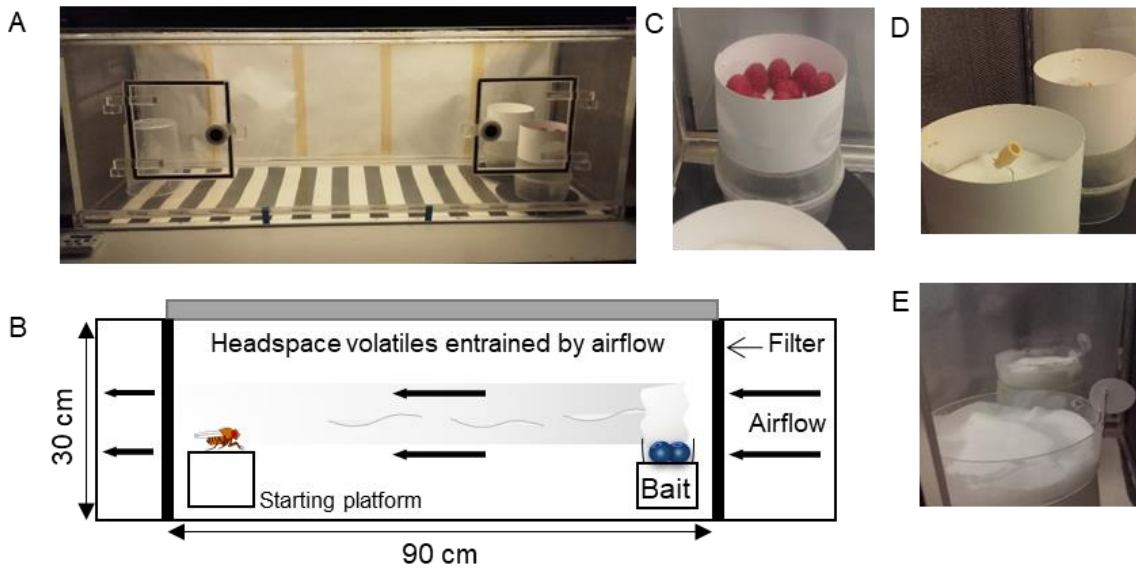 A
C
D
B
Headspace volatiles entrained by airflow
Filter
Airflow
30 cm
Starting platform
Bait
90 cm
E